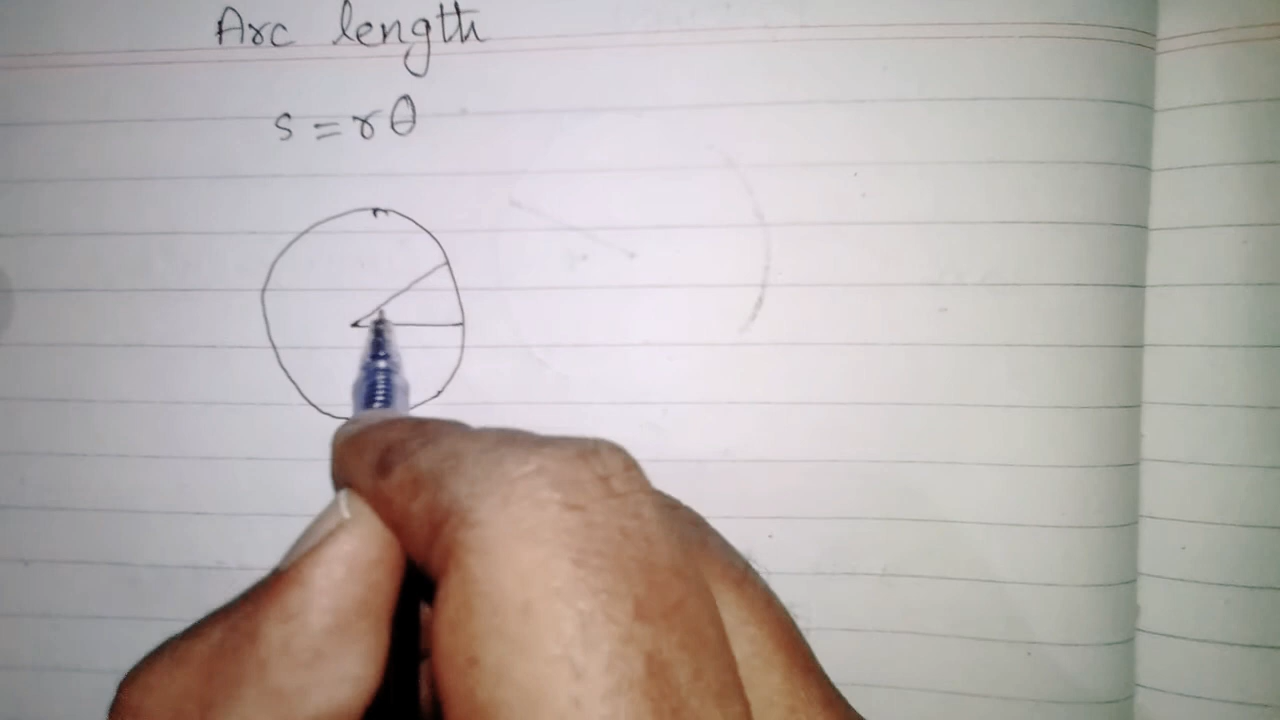 Arc length
s = rθ